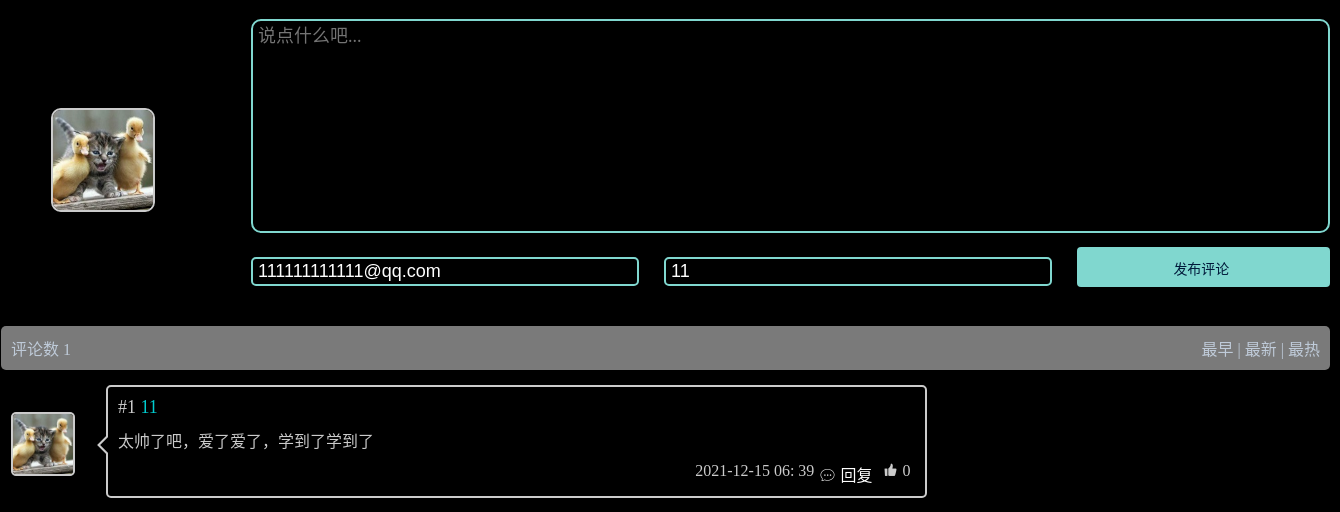 说点什么吧...
111111111111@qq.com
11
发布评论
评论数 1
最早 | 最新 | 最热
#1 11
太帅了吧，爱了爱了，学到了学到了
2021-12-15 06: 39 回复 0